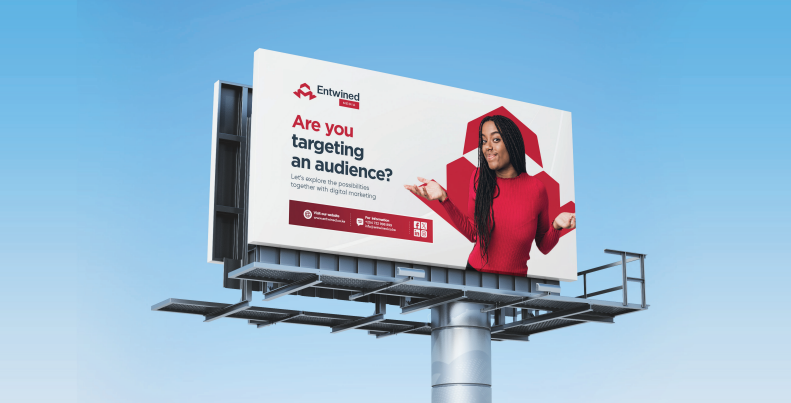 Entwined
MEDIA
Are you
targeting
an audience?
Let's explore the possibilities
together with digital marketing
Visit our website
For information